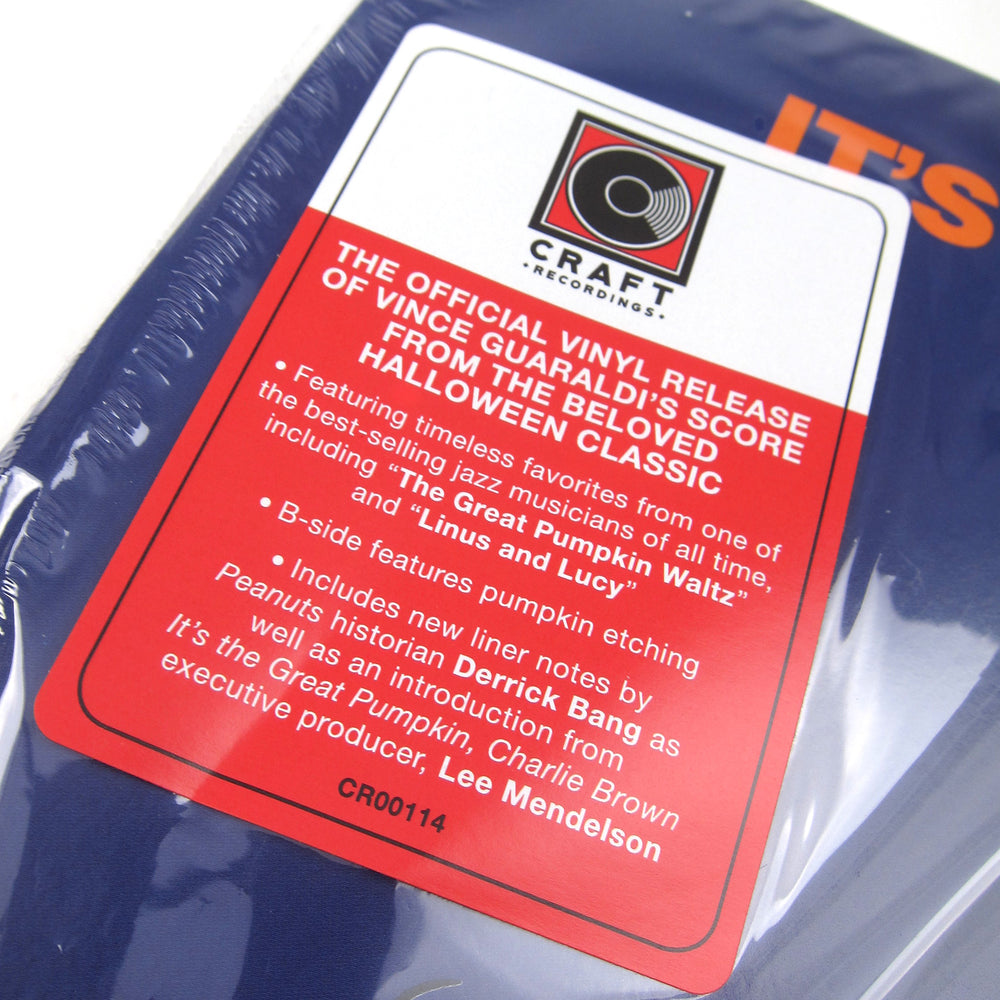 IT'S
CRAFT
• RECORDINGS •
THE OFFICIAL VINYL RELEASE
OF VINCE GUARALDI'S SCORE
FROM THE BELOVED
HALLOWEEN CLASSIC
• Featuring timeless favorites from one of
the best-selling jazz musicians of all time,
including “The Great Pumpkin Waltz”
and “Linus and Lucy”
• B-side features pumpkin etching
• Includes new liner notes by
Peanuts historian Derrick Bang as
well as an introduction from
It's the Great Pumpkin, Charlie Brown
executive producer, Lee Mendelson
CR00114